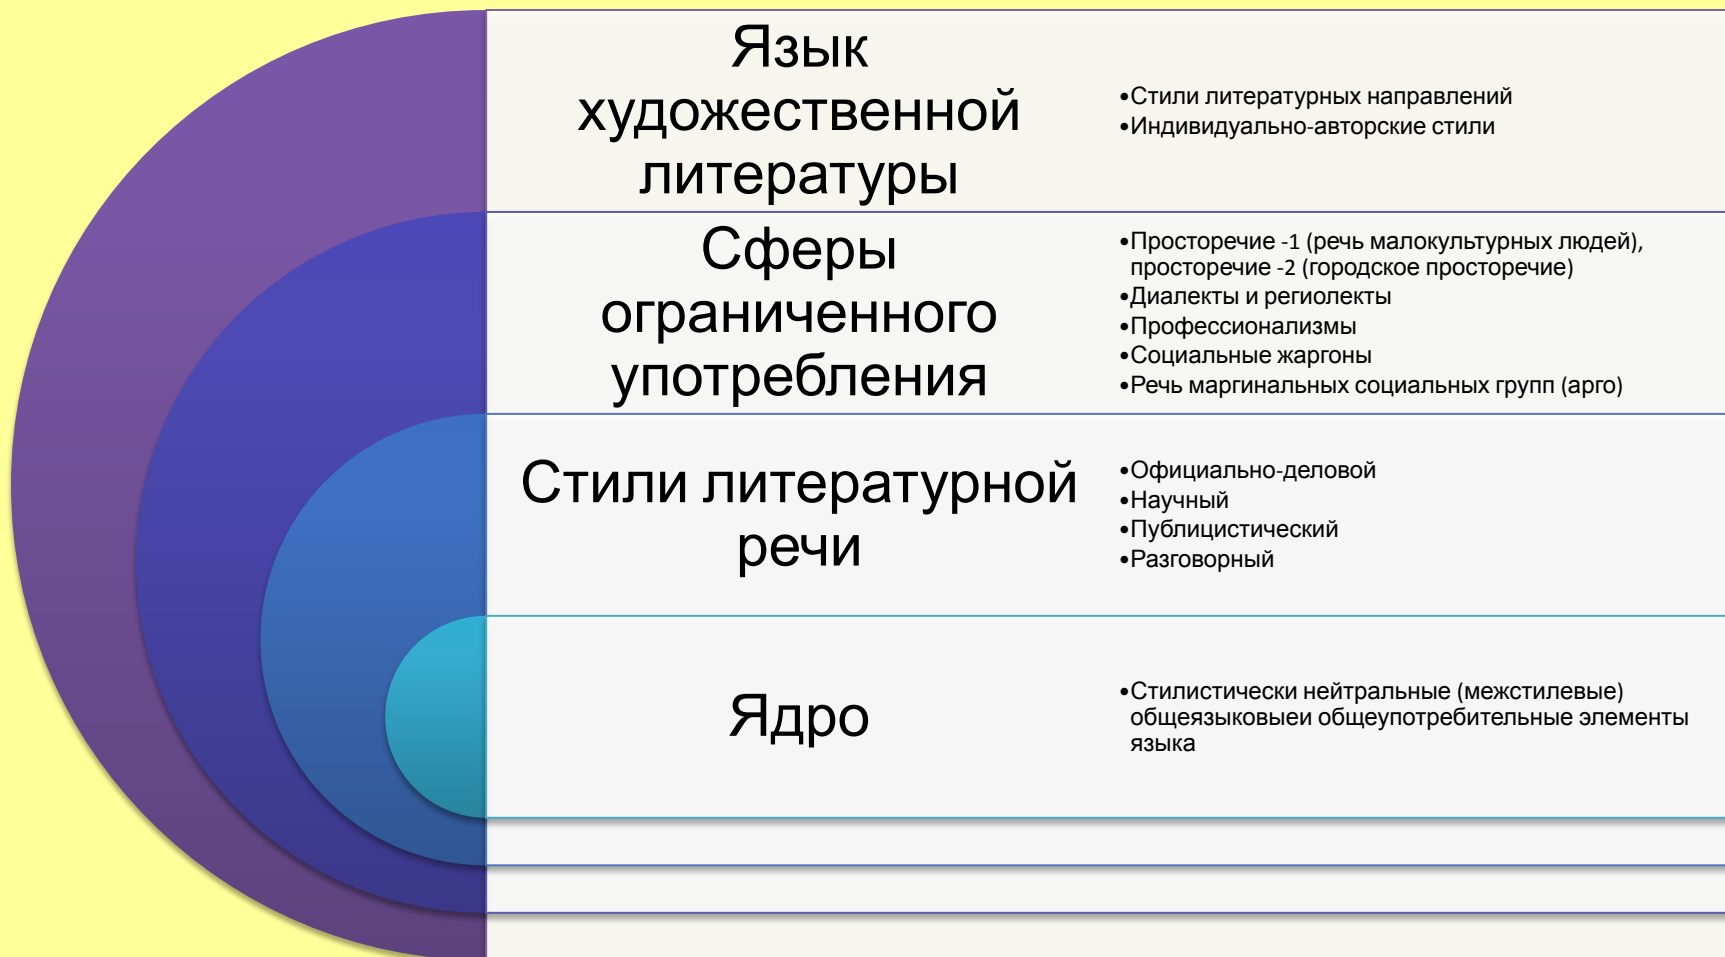 Язык
художественной
литературы
•Стили литературных направлений
•Индивидуально-авторские стили
Сферы
ограниченного
употребления
•Просторечие -1 (речь малокультурных людей),
просторечие -2 (городское просторечие)
•Диалекты и региолекты
•Профессионализмы
•Социальные жаргоны
•Речь маргинальных социальных групп (арго)
Стили литературной
речи
•Официально-деловой
•Научный
•Публицистический
•Разговорный
Ядро
•Стилистически нейтральные (межстилевые)
общеязыковыеи общеупотребительные элементы
языка